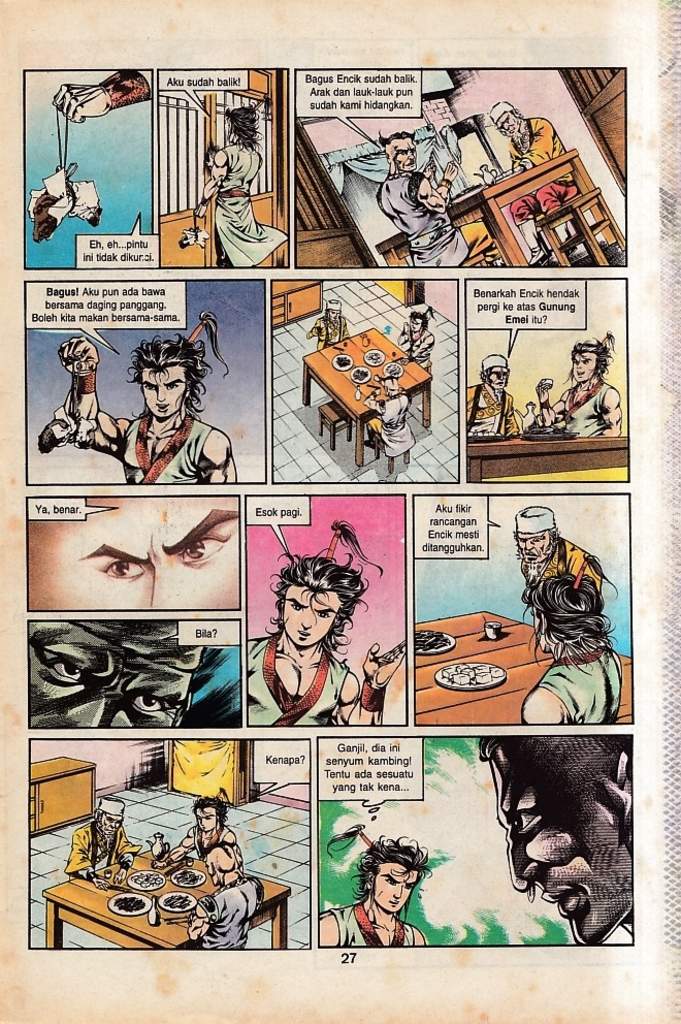 Eh, eh...pintu
ini tidak dikunci.
Aku sudah balik!
Bagus Encik sudah balik.
Arak dan lauk-lauk pun
sudah kami hidangkan.
Bagus! Aku pun ada bawa
bersama daging panggang.
Boleh kita makan bersama-sama.
Benarkah Encik hendak
pergi ke atas Gunung
Emei itu?
Ya, benar.
Bila?
Esok pagi.
Aku fikir
rancangan
Encik mesti
ditangguhkan.
Kenapa?
Ganjil, dia ini
senyum kambing!
Tentu ada sesuatu
yang tak kena...
27